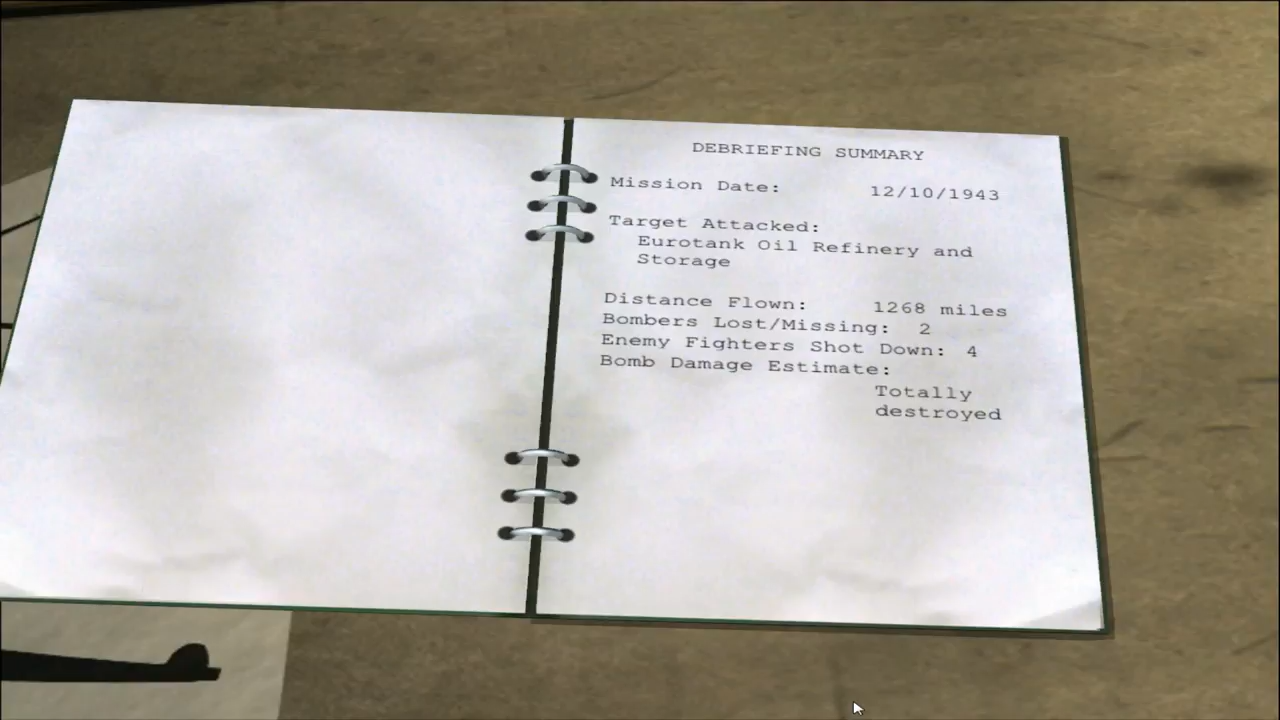 DEBRIEFING SUMMARY
Mission Date: 12/10/1943
Target Attacked:
Eurotank Oil Refinery and
Storage
Distance Flown: 1268 miles
Bombers Lost/Missing: 2
Enemy Fighters Shot Down: 4
Bomb Damage Estimate:
Totally
destroyed